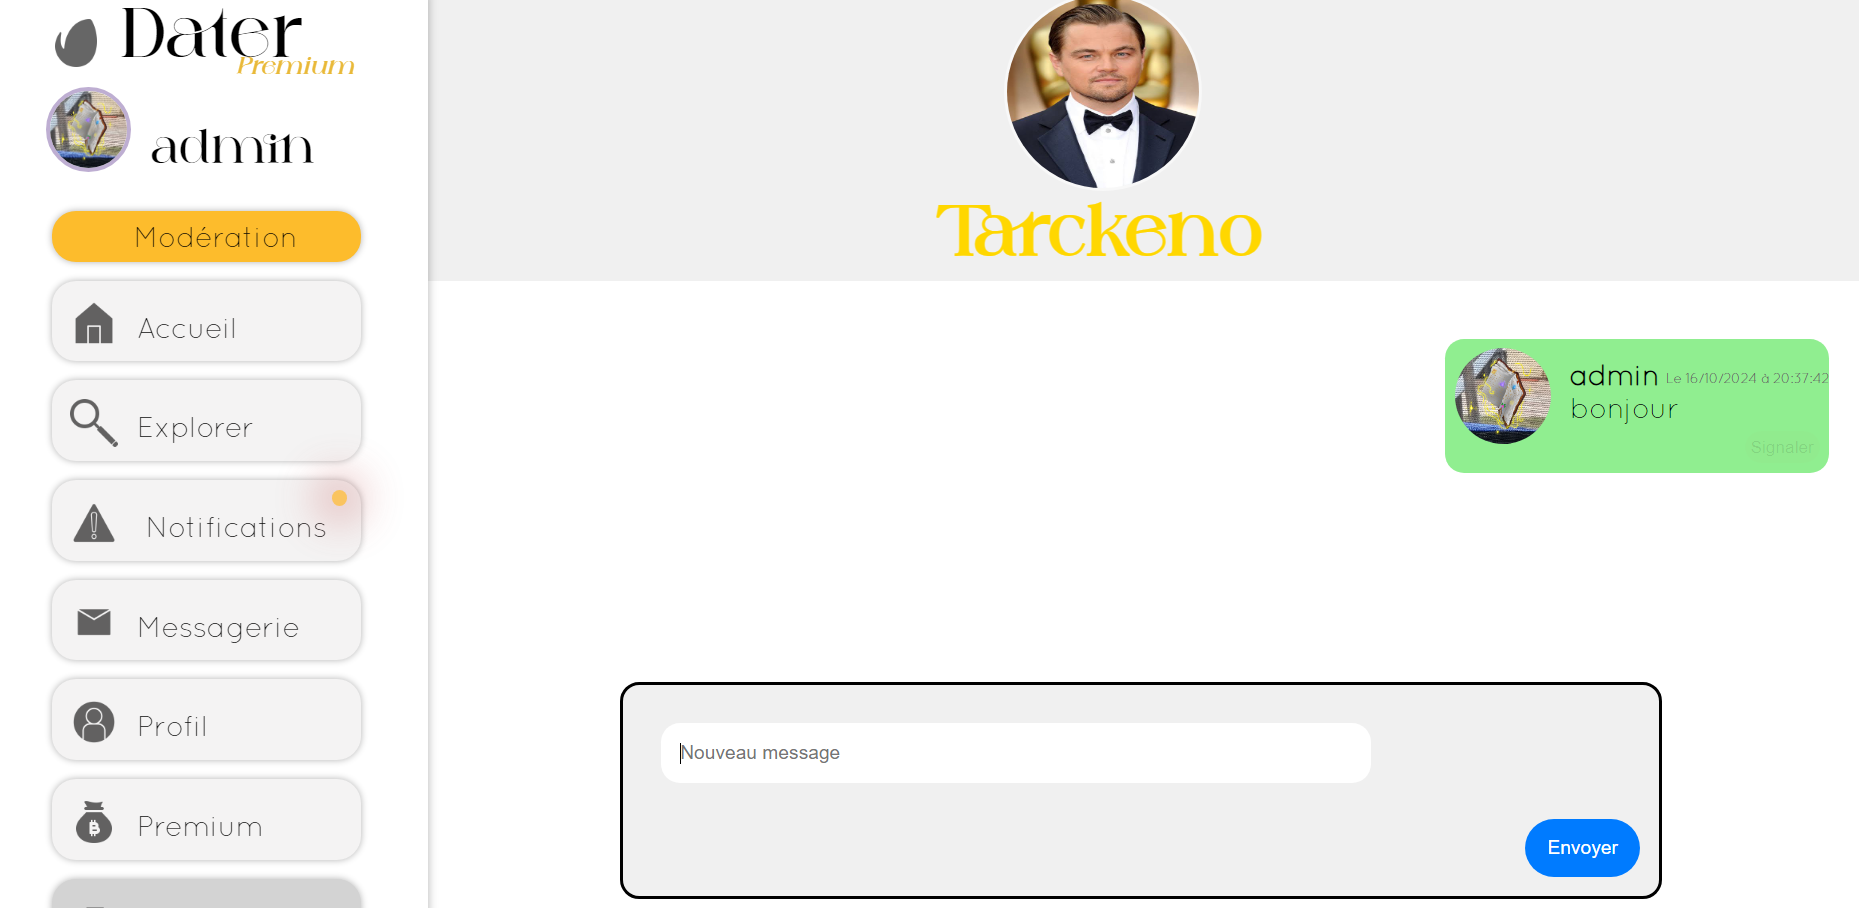 Dater
Premium
admin
Modération
Accueil
Explorer
Notifications
Messagerie
Profil
Premium
Tarckeno
admin Le 16/10/2024 à 20:37:42
bonjour
Signaler
Nouveau message
Envoyer